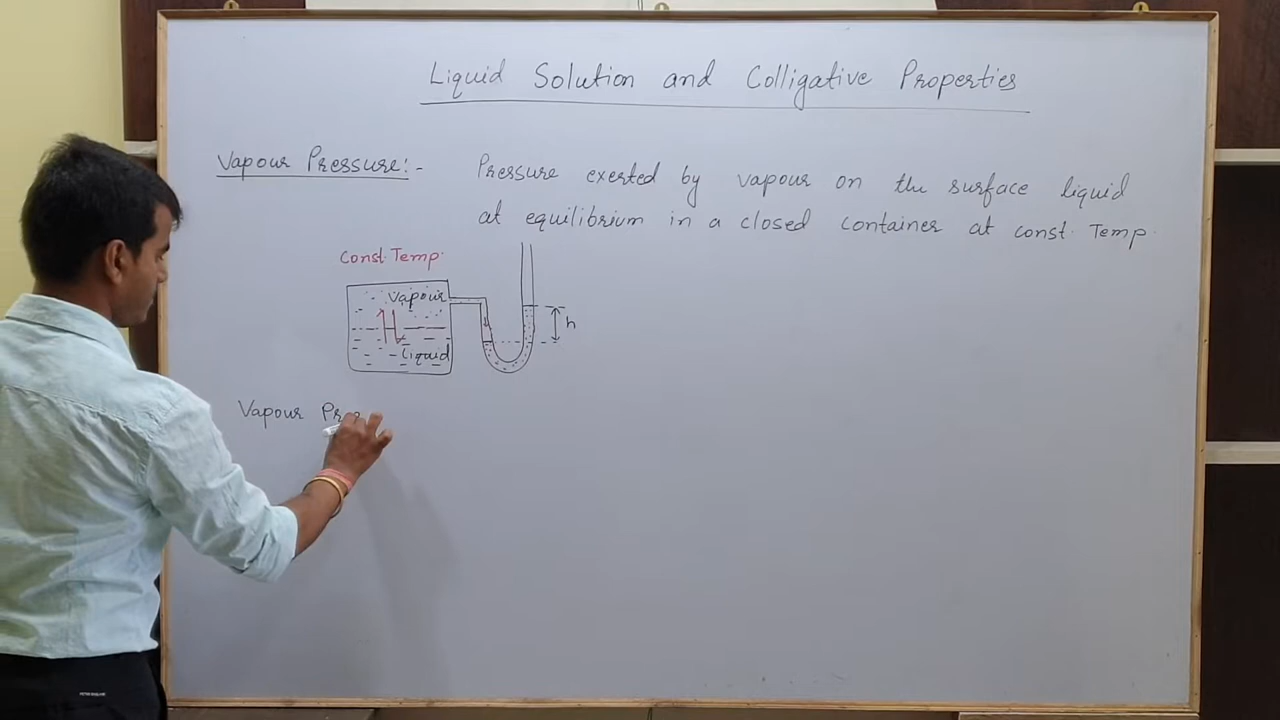 Liquid Solution and Colligative Properties
Vapour Pressure:- Pressure exerted by vapour on the surface liquid
at equilibrium in a closed container at const. Temp.
Const. Temp.
Vapour
h
Liquid
Vapour Pres